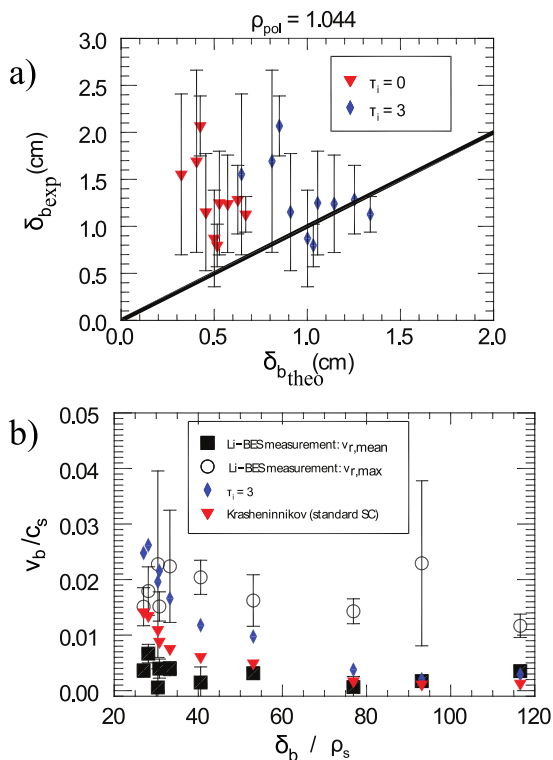 ρpol = 1.044
a)
3.0
2.5
2.0
1.5
1.0
0.5
0.0
δbexp (cm)
τi = 0
τi = 3
0.0 0.5 1.0 1.5 2.0
δbtheo (cm)
b)
0.05
0.04
0.03
0.02
0.01
0.00
vb/cs
Li-BES measurement: vr,mean
Li-BES measurement: vr,max
τi = 3
Krasheninnikov (standard SC)
20 40 60 80 100 120
δb / ρs